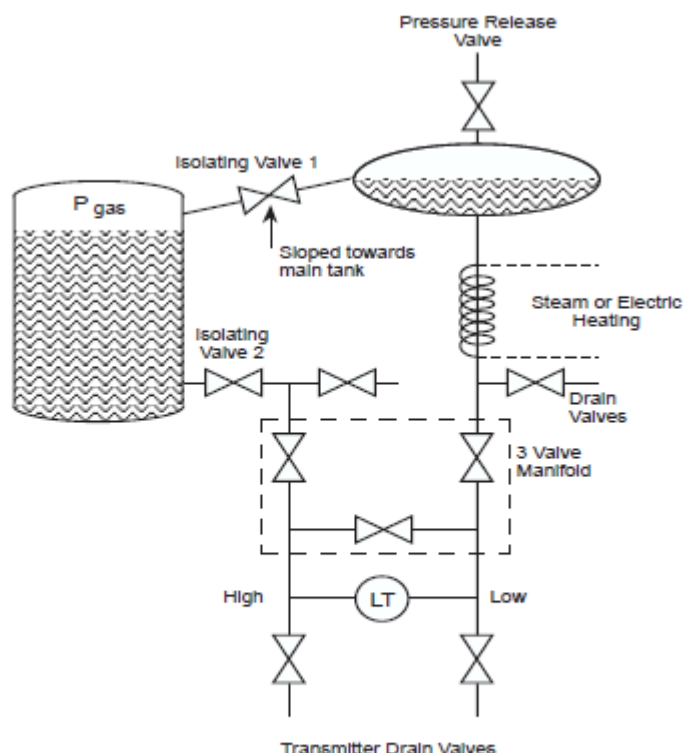 Pressure Release
Valve
Isolating Valve 1
P gas
Sloped towards
main tank
Steam or Electric
Heating
Isolating
Valve 2
Drain
Valves
3 Valve
Manifold
High
LT
Low
Transmitter Drain Valves